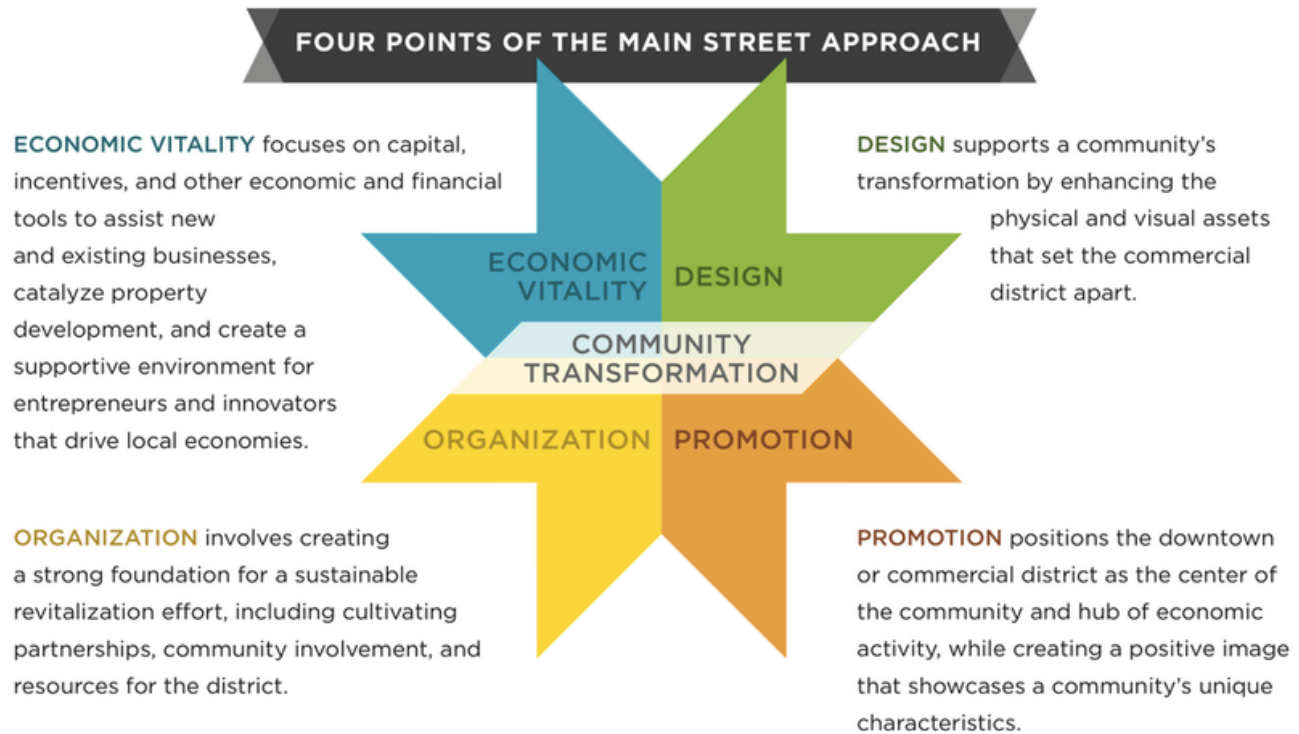 FOUR POINTS OF THE MAIN STREET APPROACH
ECONOMIC VITALITY focuses on capital,
incentives, and other economic and financial
tools to assist new
and existing businesses,
catalyze property
development, and create a
supportive environment for
entrepreneurs and innovators
that drive local economies.
DESIGN supports a community's
transformation by enhancing the
physical and visual assets
that set the commercial
district apart.
ECONOMIC
VITALITY
DESIGN
COMMUNITY
TRANSFORMATION
ORGANIZATION
PROMOTION
ORGANIZATION involves creating
a strong foundation for a sustainable
revitalization effort, including cultivating
partnerships, community involvement, and
resources for the district.
PROMOTION positions the downtown
or commercial district as the center of
the community and hub of economic
activity, while creating a positive image
that showcases a community's unique
characteristics.